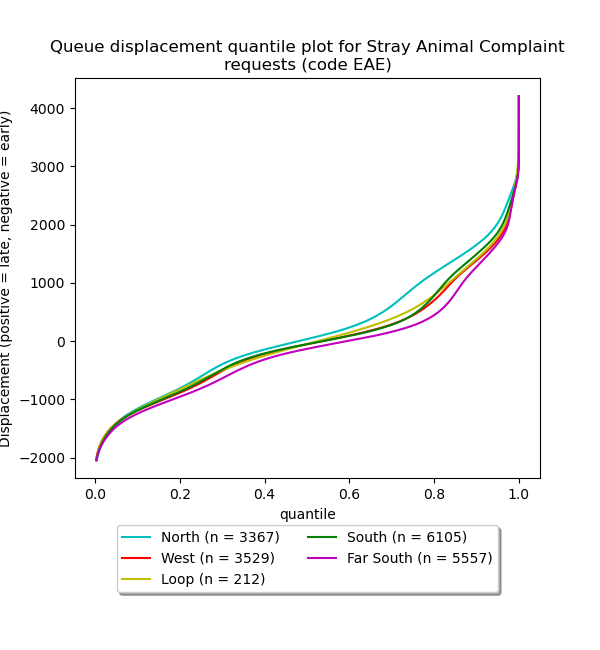 Queue displacement quantile plot for Stray Animal Complaint
requests (code EAE)
Displacement (positive = late, negative = early)
4000
3000
2000
1000
0
−1000
−2000
0.0 0.2 0.4 0.6 0.8 1.0
quantile
North (n = 3367) South (n = 6105)
West (n = 3529) Far South (n = 5557)
Loop (n = 212)